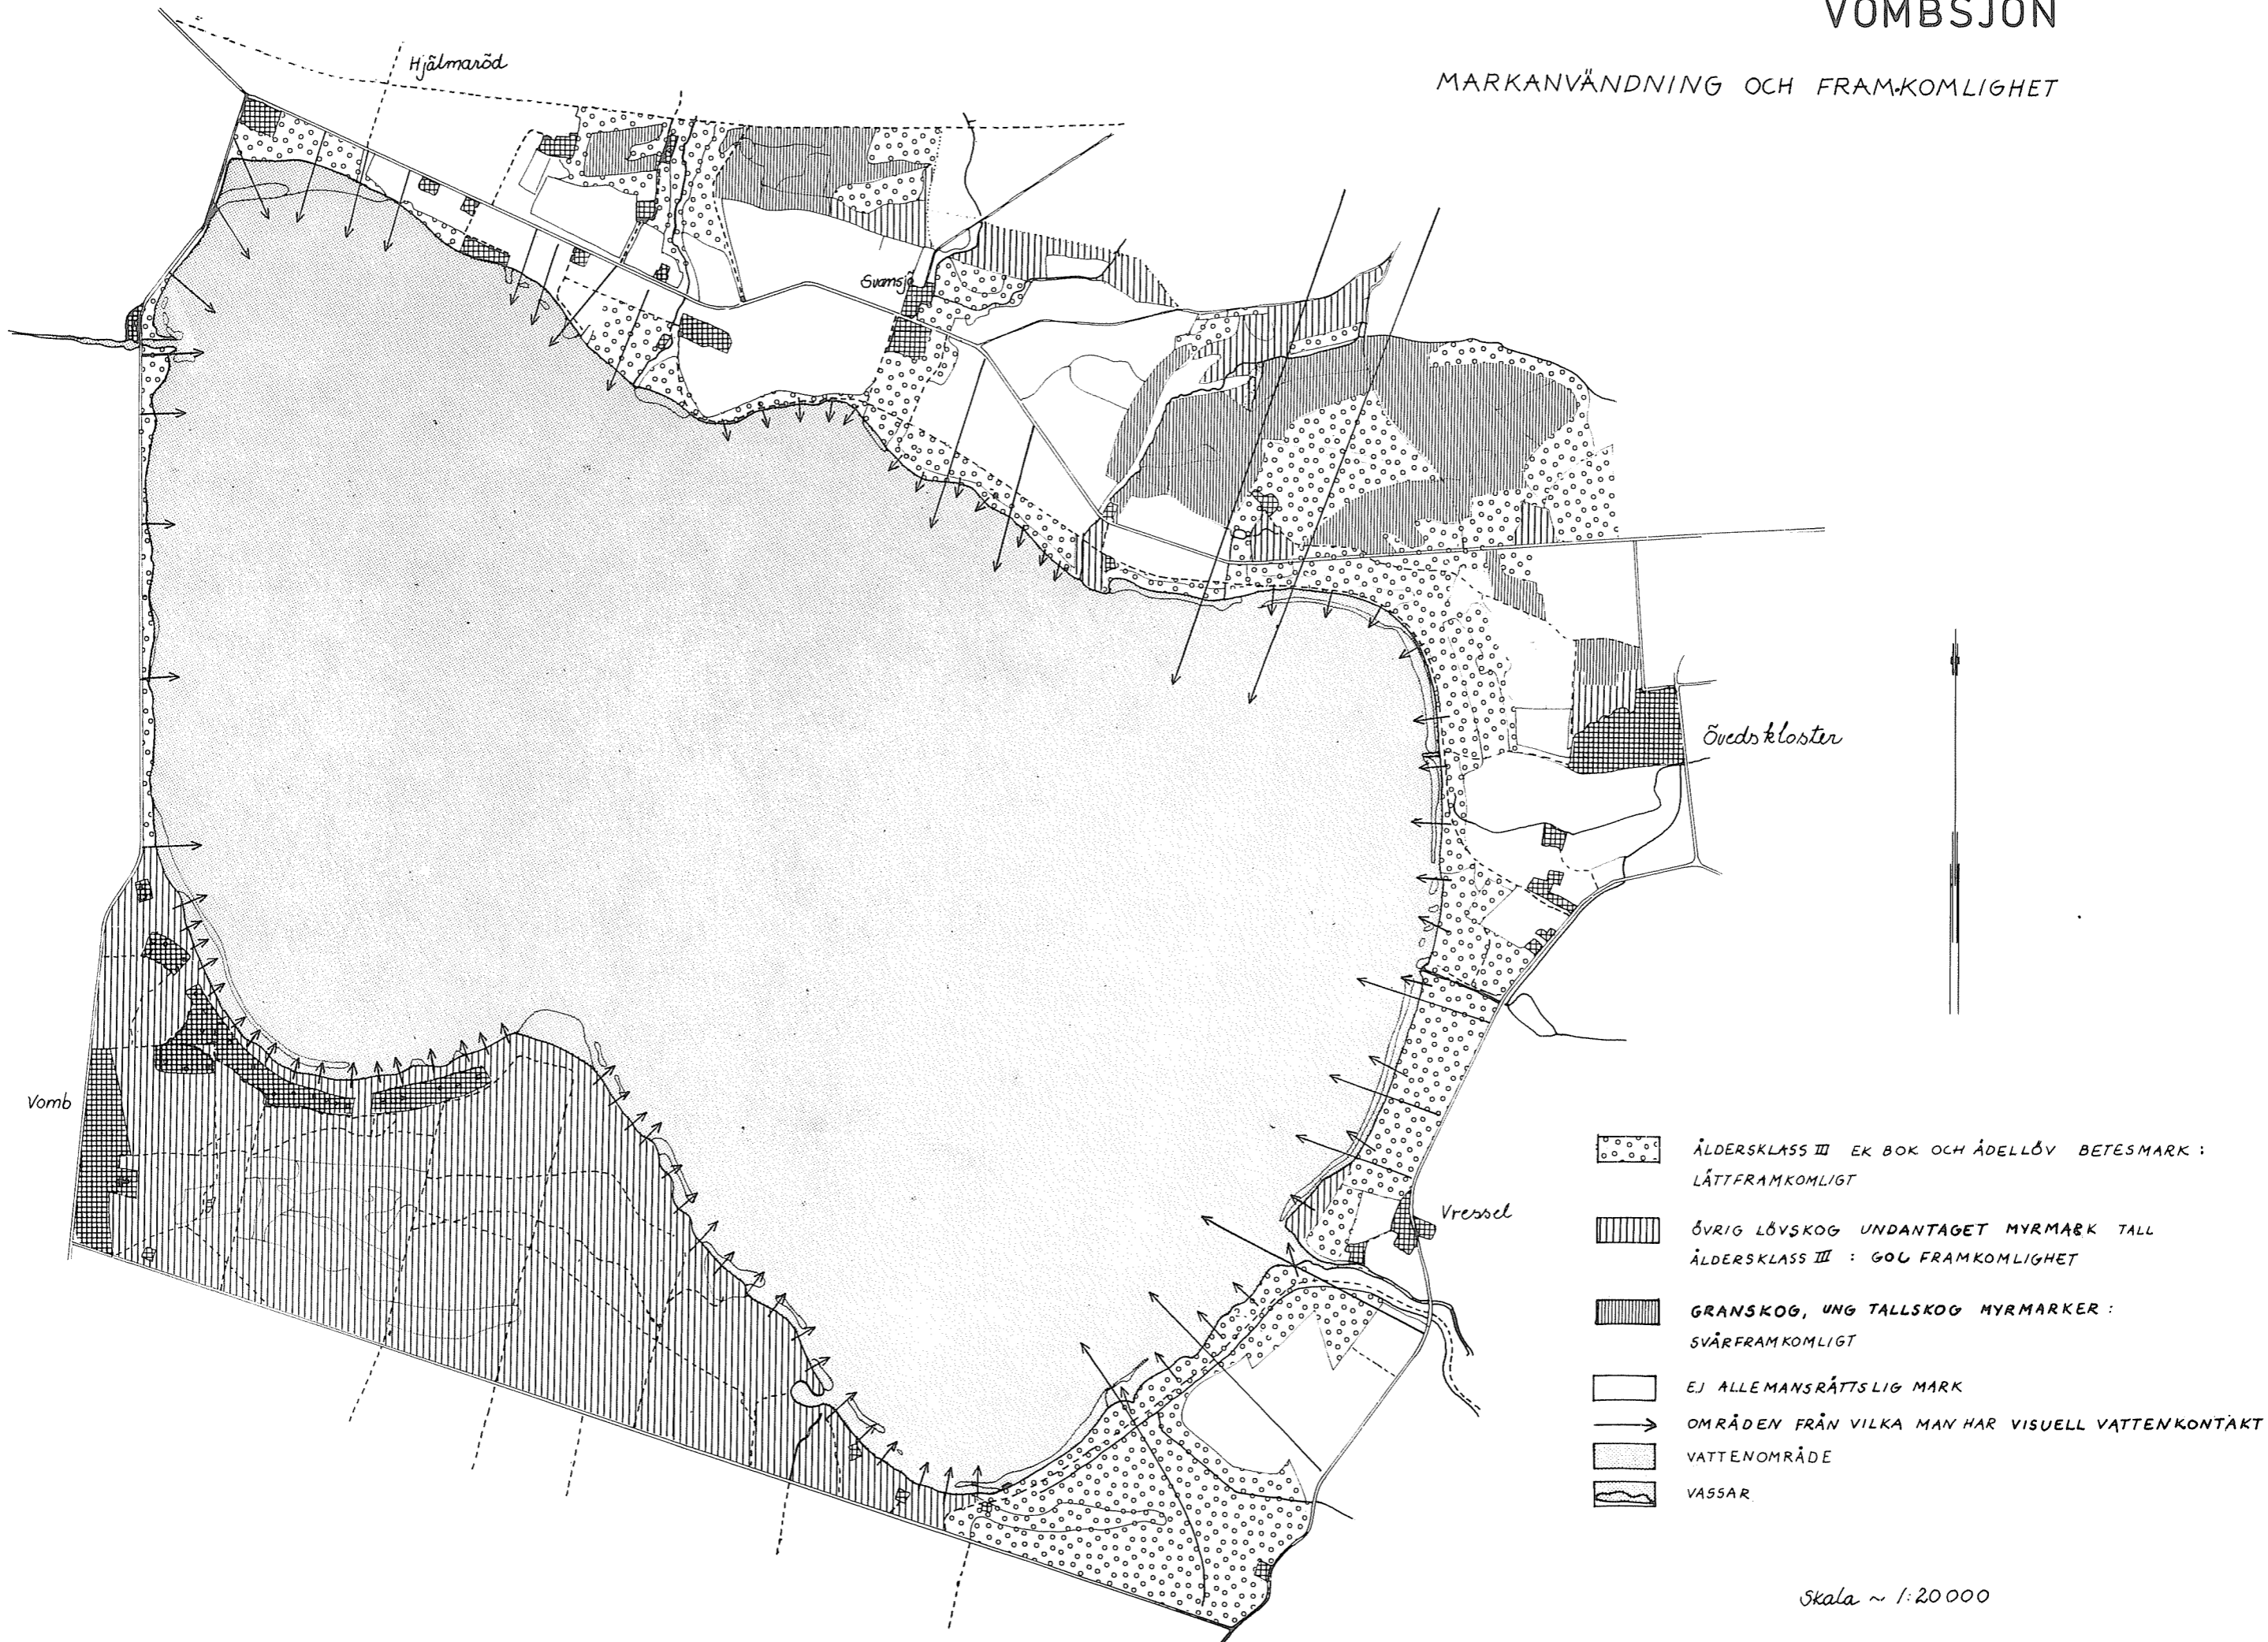 VOMBSJÖN
MARKANVÄNDNING OCH FRAMKOMLIGHET
Hjälmaröd
Svansjö
Övedskloster
Vomb
Vressel
ÅLDERSKLASS III EK BOK OCH ÄDELLÖV BETESMARK :
LÄTTFRAMKOMLIGT
ÖVRIG LÖVSKOG UNDANTAGET MYRMARK TALL
ÅLDERSKLASS III : GOD FRAMKOMLIGHET
GRANSKOG, UNG TALLSKOG MYRMARKER :
SVÅRFRAMKOMLIGT
EJ ALLEMANSRÄTTSLIG MARK
OMRÅDEN FRÅN VILKA MAN HAR VISUELL VATTENKONTAKT
VATTENOMRÅDE
VASSAR
Skala ~ 1:20000